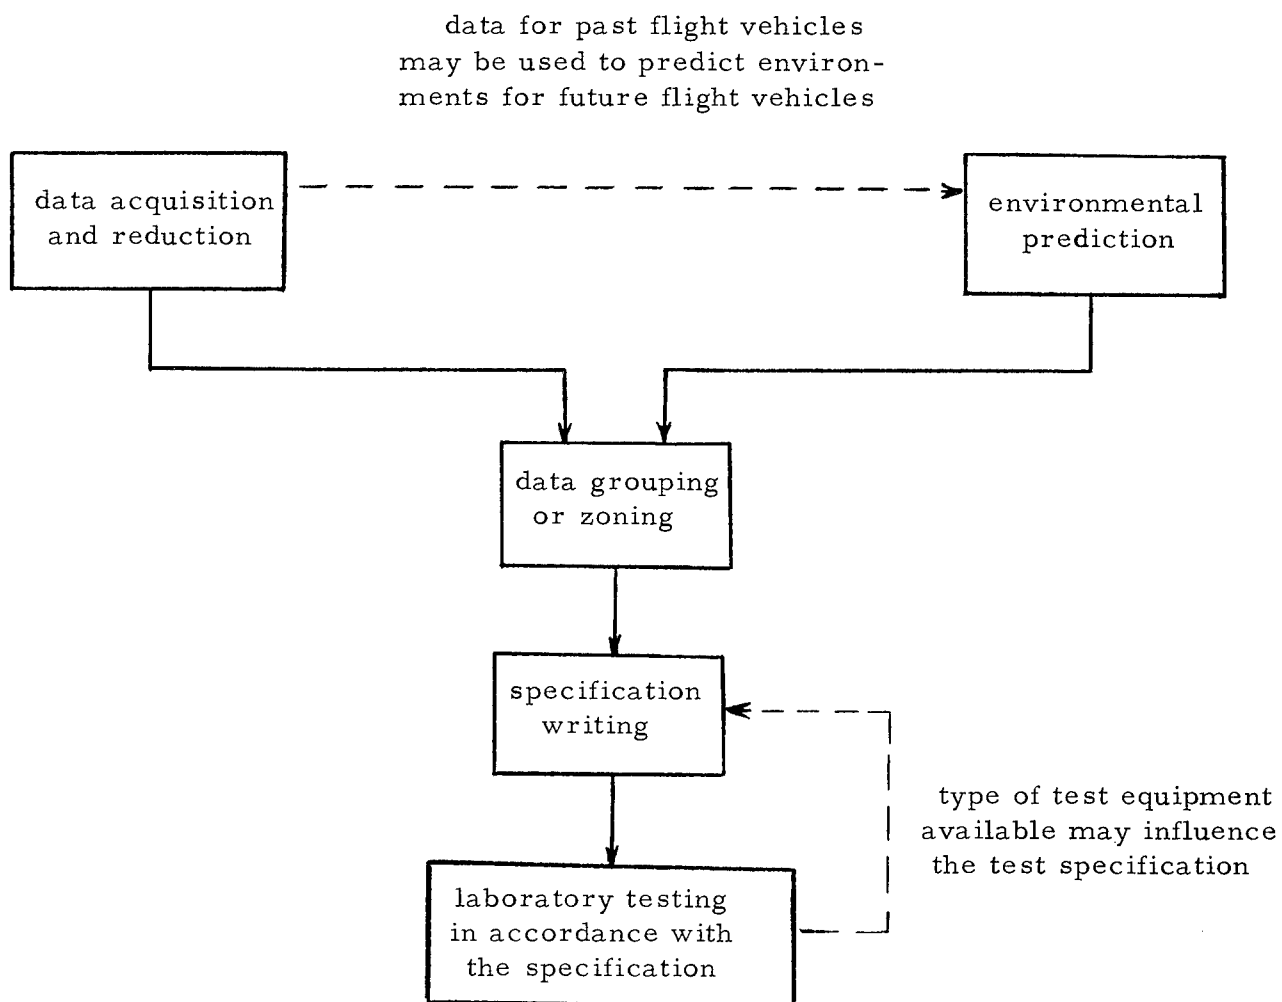 data for past flight vehicles
may be used to predict environ-
ments for future flight vehicles
data acquisition
and reduction
environmental
prediction
data grouping
or zoning
specification
writing
type of test equipment
available may influence
the test specification
laboratory testing
in accordance with
the specification